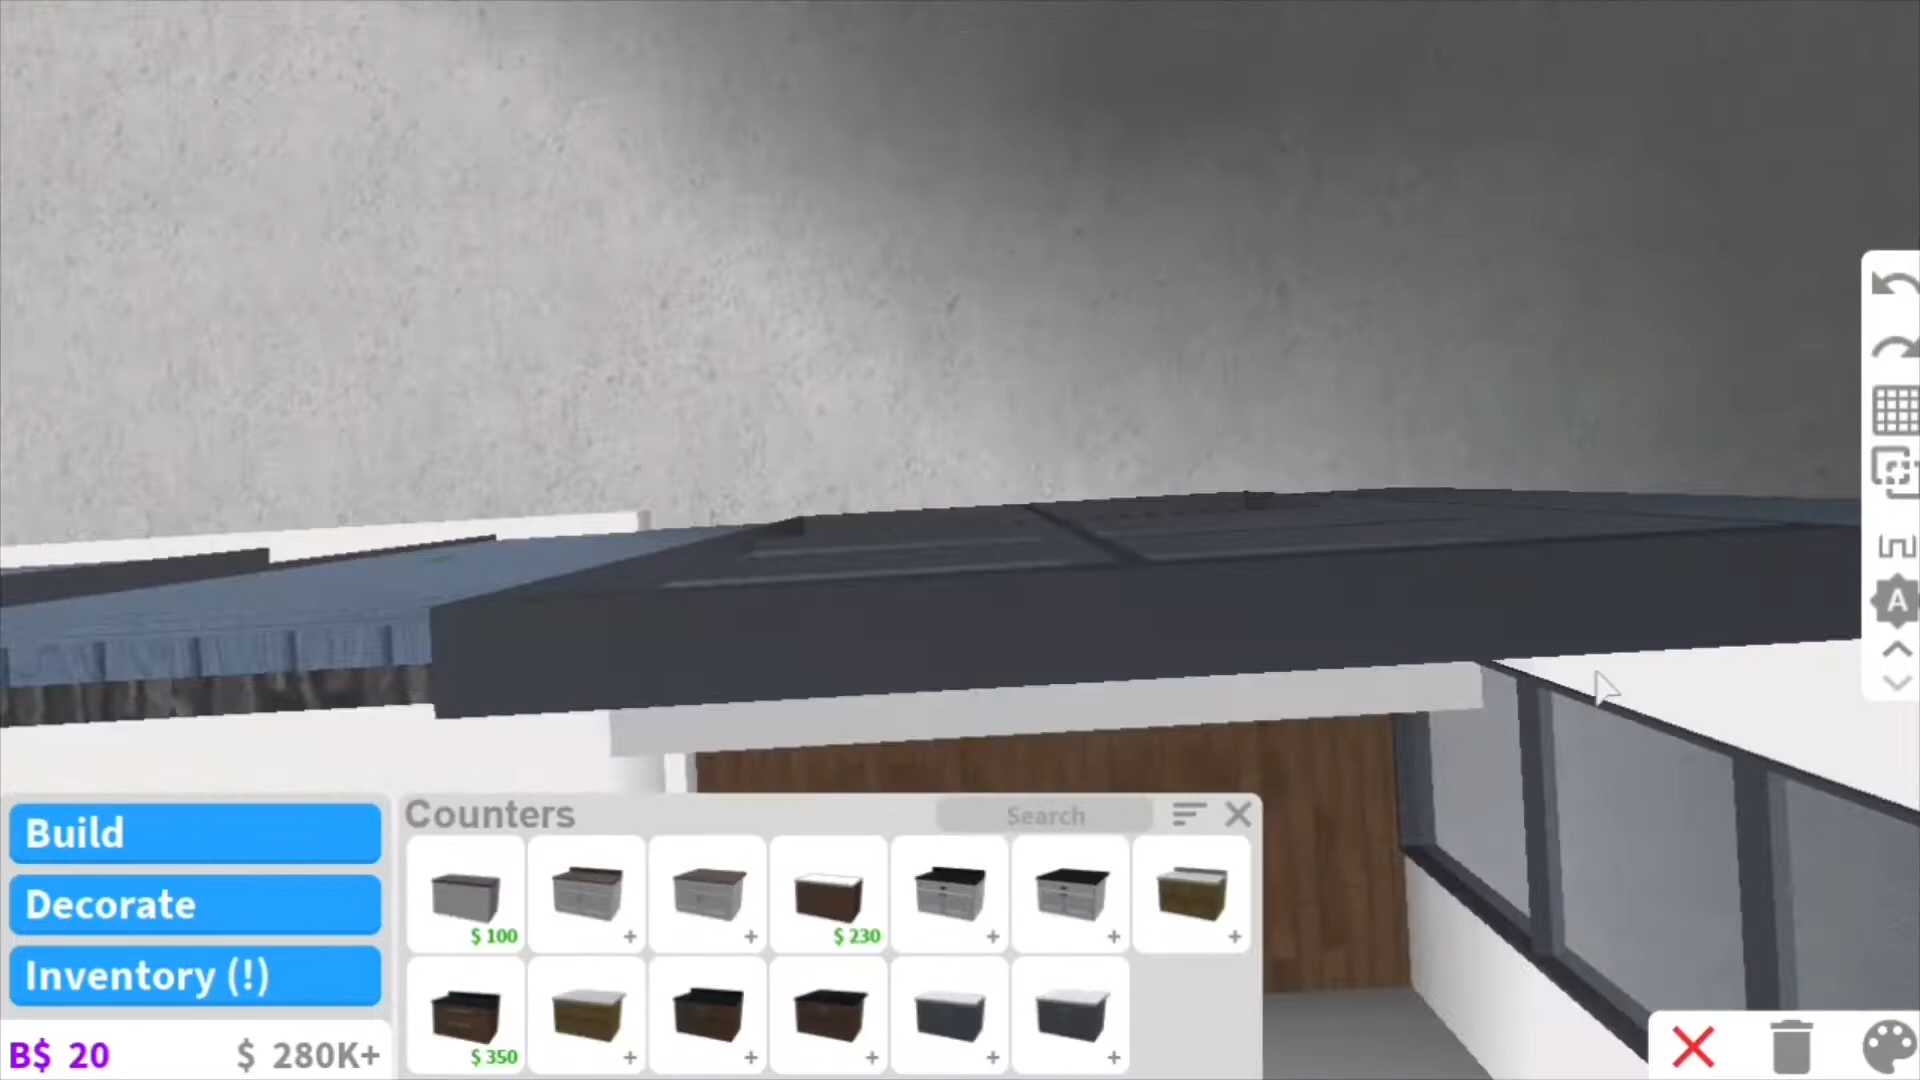 Counters
Search
Build
Decorate
Inventory (!)
B$ 20
$ 280K+
$ 100
+
+
$ 230
+
+
+
$ 350
+
+
+
+
+
A